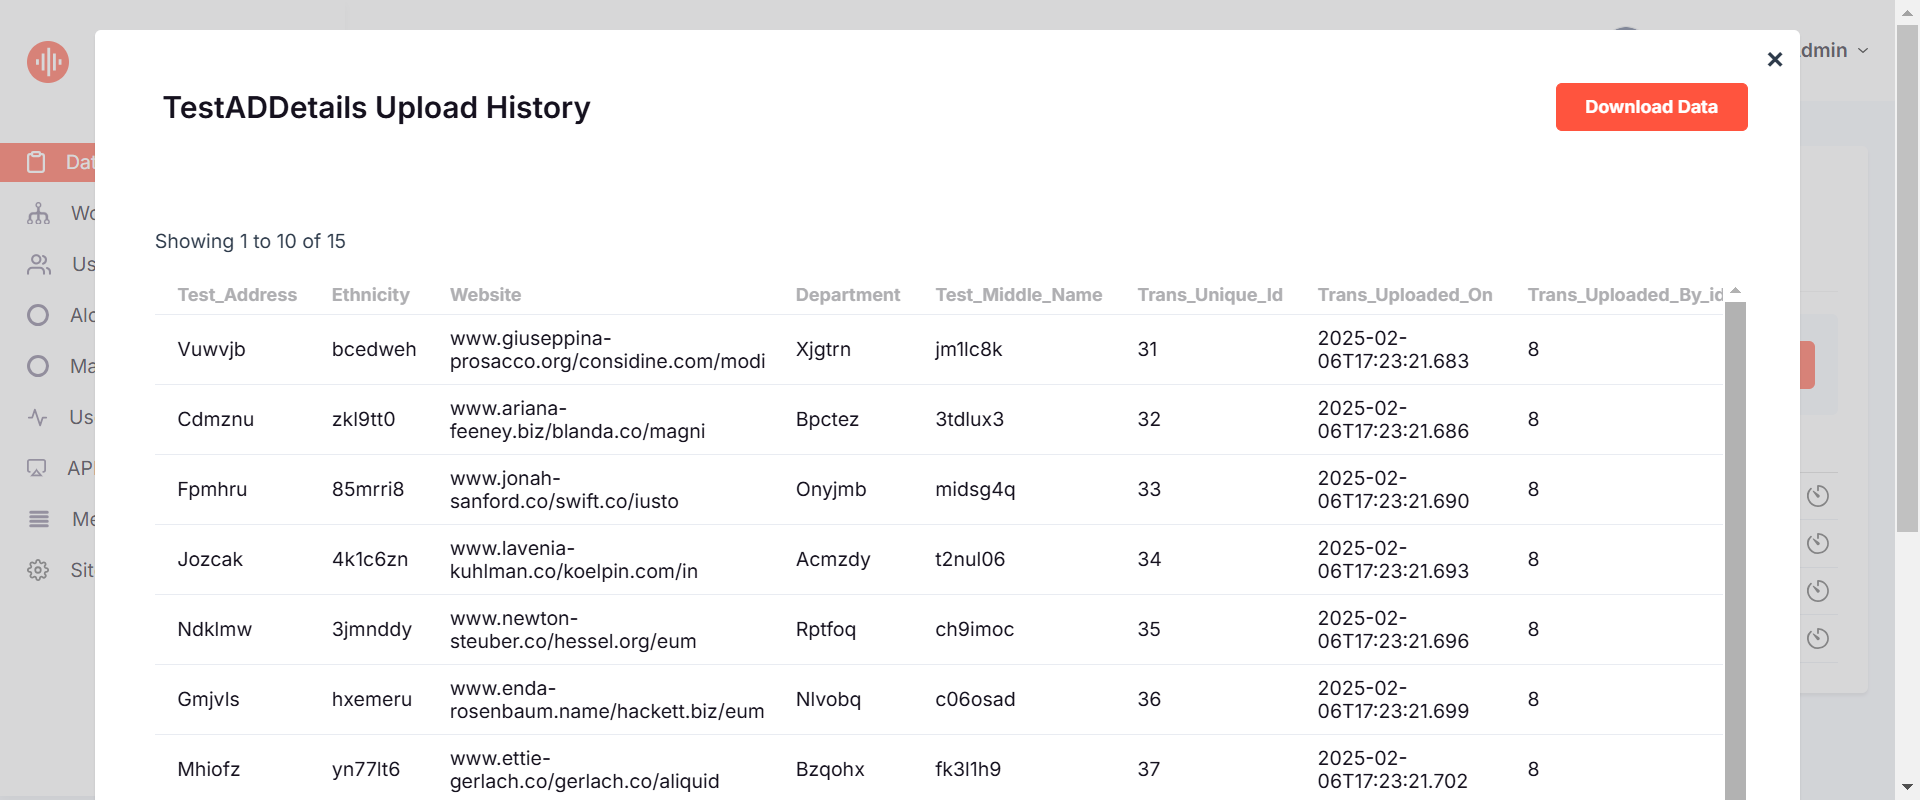 dmin
TestADDetails Upload History
Download Data
Dat
Wo
Us
Alc
Ma
Us
API
Me
Sit
Showing 1 to 10 of 15
Test_Address Ethnicity Website Department Test_Middle_Name Trans_Unique_Id Trans_Uploaded_On Trans_Uploaded_By_id
Vuwvjb bcedweh www.giuseppina-prosacco.org/considine.com/modi Xjgtrn jm1lc8k 31 2025-02-06T17:23:21.683 8
Cdmznu zkl9tt0 www.ariana-feeney.biz/blanda.co/magni Bpctez 3tdlux3 32 2025-02-06T17:23:21.686 8
Fpmhru 85mrri8 www.jonah-sanford.co/swift.co/iusto Onyjmb midsg4q 33 2025-02-06T17:23:21.690 8
Jozcak 4k1c6zn www.lavenia-kuhlman.co/koelpin.com/in Acmzdy t2nul06 34 2025-02-06T17:23:21.693 8
Ndklmw 3jmnddy www.newton-steuber.co/hessel.org/eum Rptfoq ch9imoc 35 2025-02-06T17:23:21.696 8
Gmjvls hxemeru www.enda-rosenbaum.name/hackett.biz/eum Nlvobq c06osad 36 2025-02-06T17:23:21.699 8
Mhiofz yn77lt6 www.ettie-gerlach.co/gerlach.co/aliquid Bzqohx fk3l1h9 37 2025-02-06T17:23:21.702 8